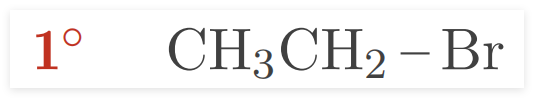 1° CH₃CH₂ – Br